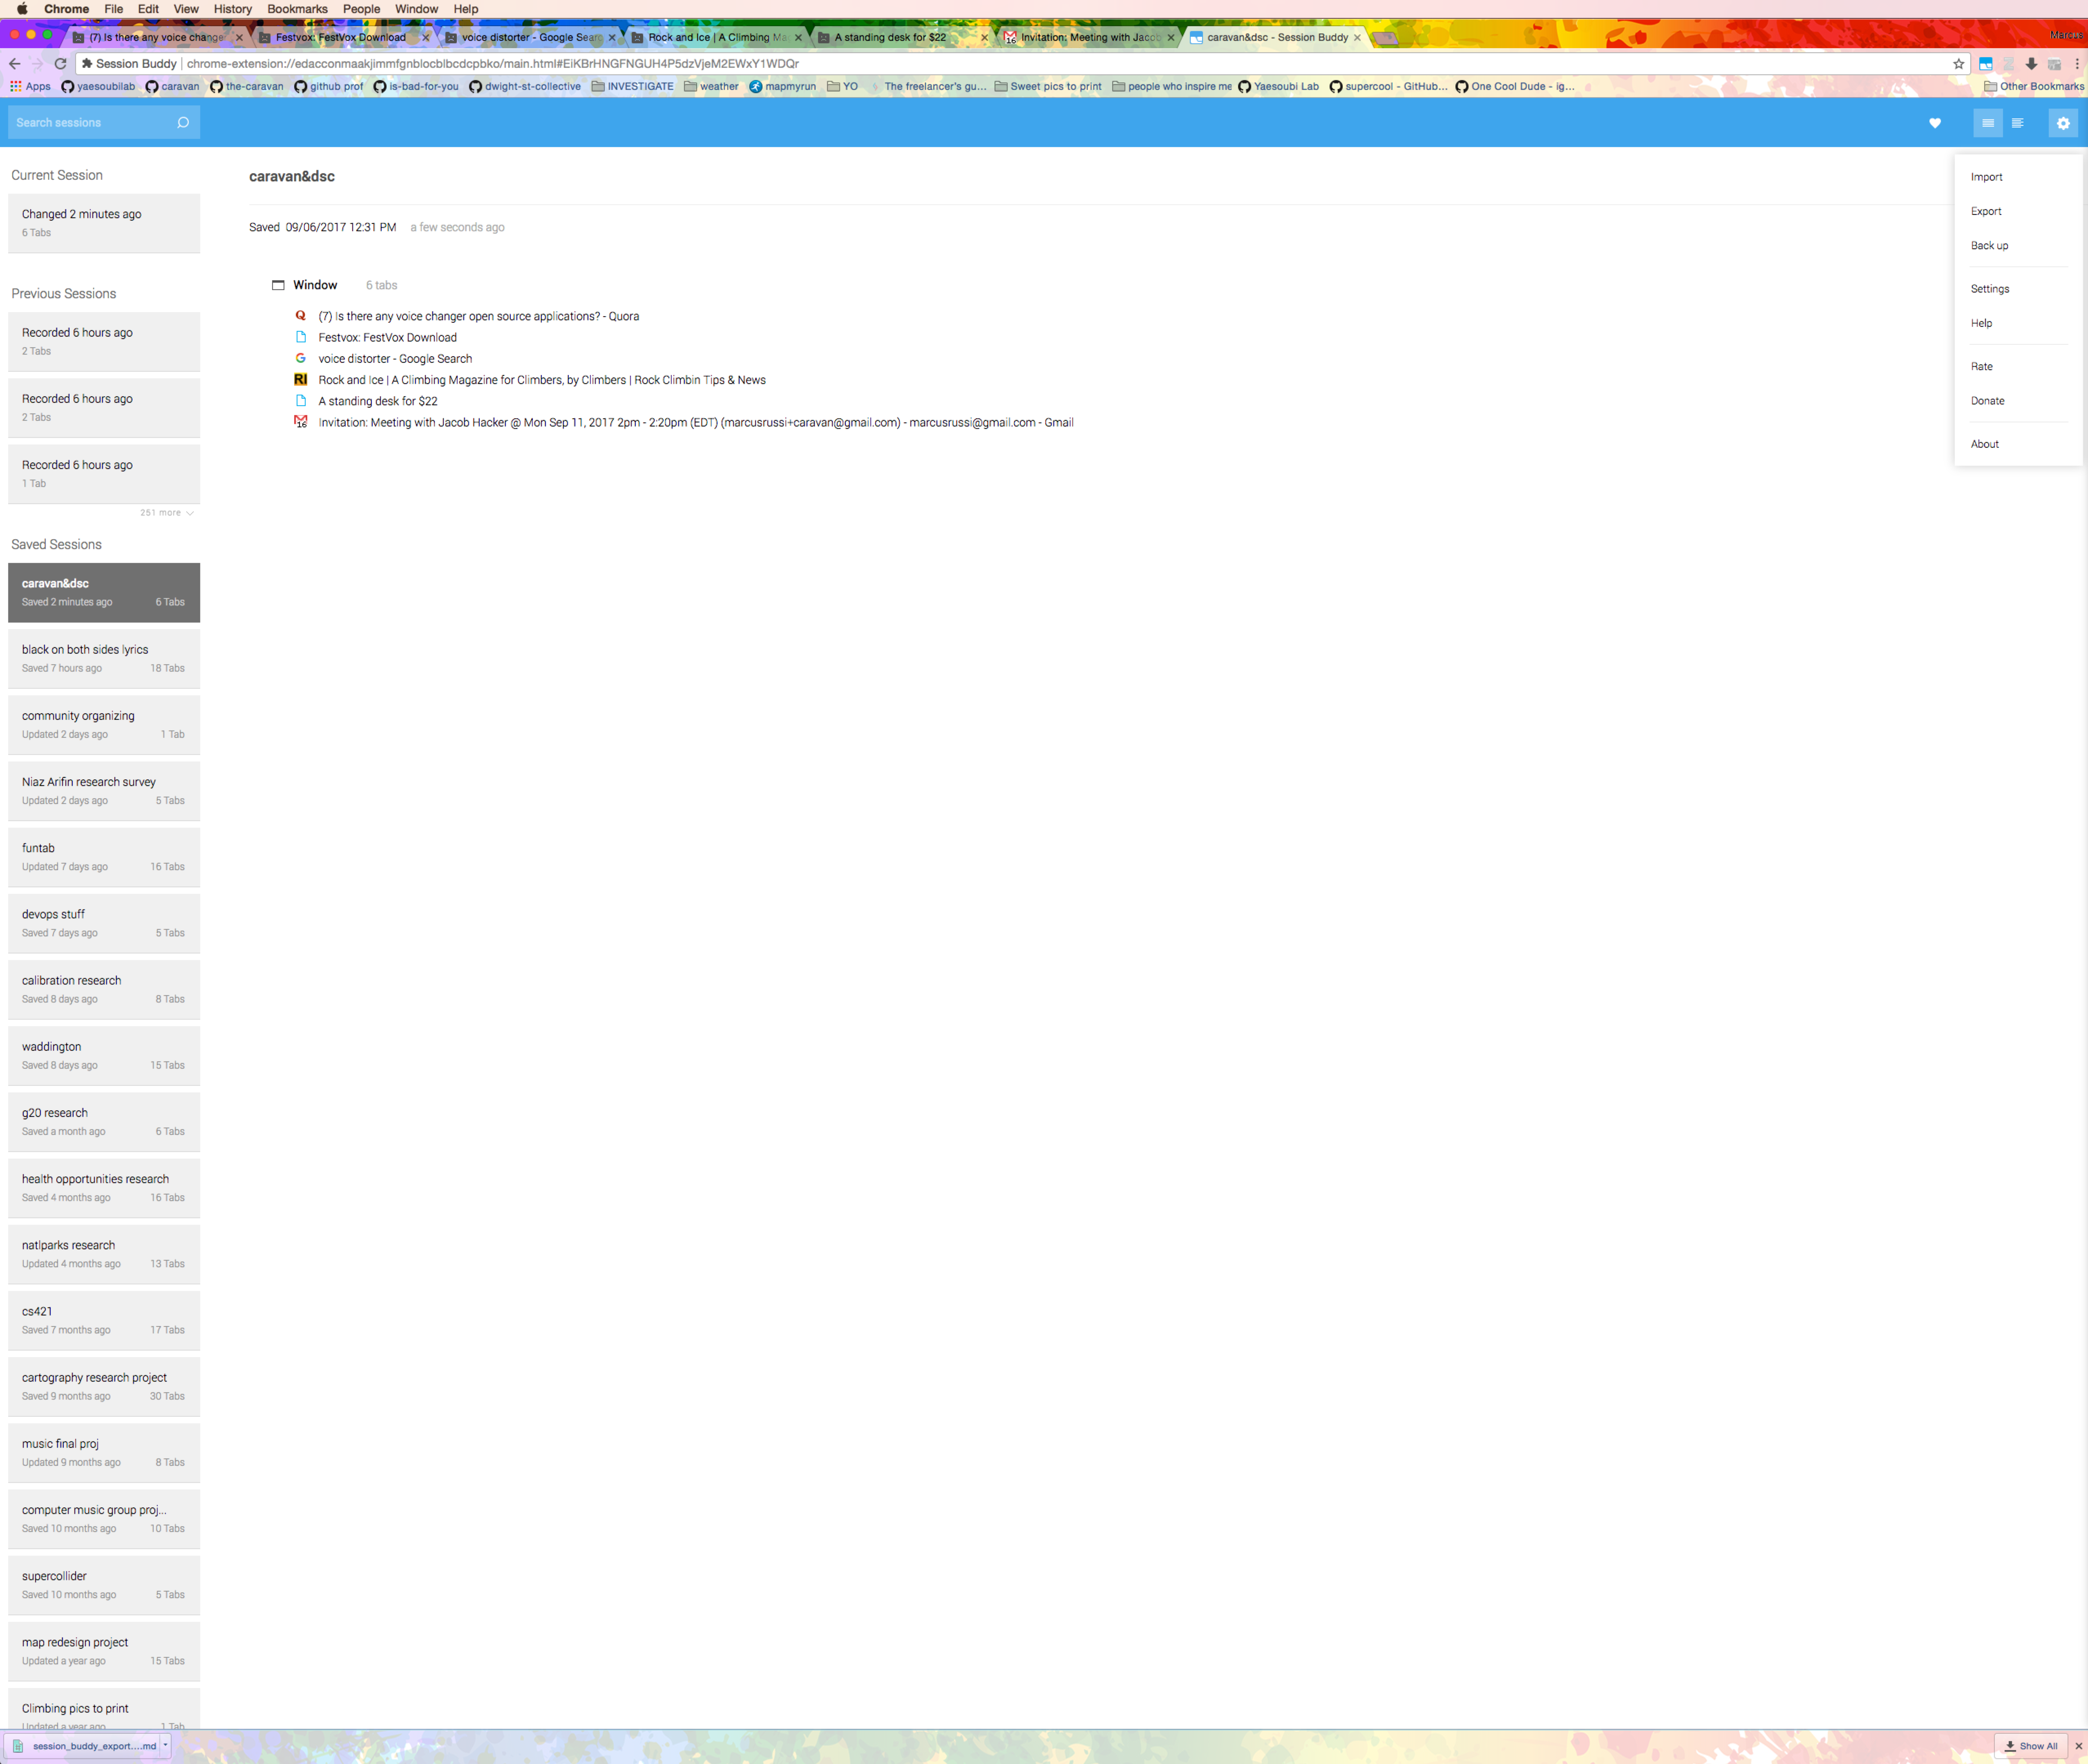 Chrome File Edit View History Bookmarks People Window Help
(7) Is there any voice change Festvox: FestVox Download voice distorter - Google Searc Rock and Ice | A Climbing Ma A standing desk for $22 Invitation: Meeting with Jacob caravan&dsc - Session Buddy Marcus
Session Buddy chrome-extension://edacconmaakjimmfgnblocblbcdcpbko/main.html#EiKBrHNGFNGUH4P5dzVjeM2EWxY1WDQr
Apps yaesoubilab caravan the-caravan github prof is-bad-for-you dwight-st-collective INVESTIGATE weather mapmyrun YO The freelancer's gu... Sweet pics to print people who inspire me Yaesoubi Lab supercool - GitHub... One Cool Dude - ig... Other Bookmarks
Search sessions
Current Session
Changed 2 minutes ago
6 Tabs
Previous Sessions
Recorded 6 hours ago
2 Tabs
Recorded 6 hours ago
2 Tabs
Recorded 6 hours ago
1 Tab
251 more
Saved Sessions
caravan&dsc
Saved 2 minutes ago 6 Tabs
black on both sides lyrics
Saved 7 hours ago 18 Tabs
community organizing
Updated 2 days ago 1 Tab
Niaz Arifin research survey
Updated 2 days ago 5 Tabs
funtab
Updated 7 days ago 16 Tabs
devops stuff
Saved 7 days ago 5 Tabs
calibration research
Saved 8 days ago 8 Tabs
waddington
Saved 8 days ago 15 Tabs
g20 research
Saved a month ago 6 Tabs
health opportunities research
Saved 4 months ago 16 Tabs
natlparks research
Updated 4 months ago 13 Tabs
cs421
Saved 7 months ago 17 Tabs
cartography research project
Saved 9 months ago 30 Tabs
music final proj
Updated 9 months ago 8 Tabs
computer music group proj...
Saved 10 months ago 10 Tabs
supercollider
Saved 10 months ago 5 Tabs
map redesign project
Updated a year ago 15 Tabs
Climbing pics to print
Updated a year ago 1 Tab
caravan&dsc
Saved 09/06/2017 12:31 PM a few seconds ago
Window 6 tabs
(7) Is there any voice changer open source applications? - Quora
Festvox: FestVox Download
voice distorter - Google Search
Rock and Ice | A Climbing Magazine for Climbers, by Climbers | Rock Climbin Tips & News
A standing desk for $22
Invitation: Meeting with Jacob Hacker @ Mon Sep 11, 2017 2pm - 2:20pm (EDT) (marcusrussi+caravan@gmail.com) - marcusrussi@gmail.com - Gmail
Import
Export
Back up
Settings
Help
Rate
Donate
About
session_buddy_export....md
Show All